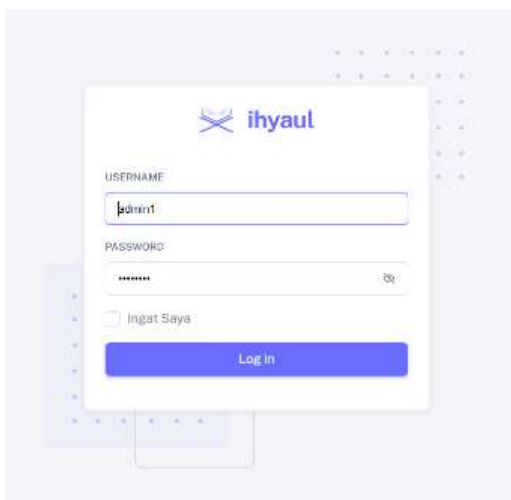 ihyaul
USERNAME
admin1
PASSWORD
Ingat Saya
Log in